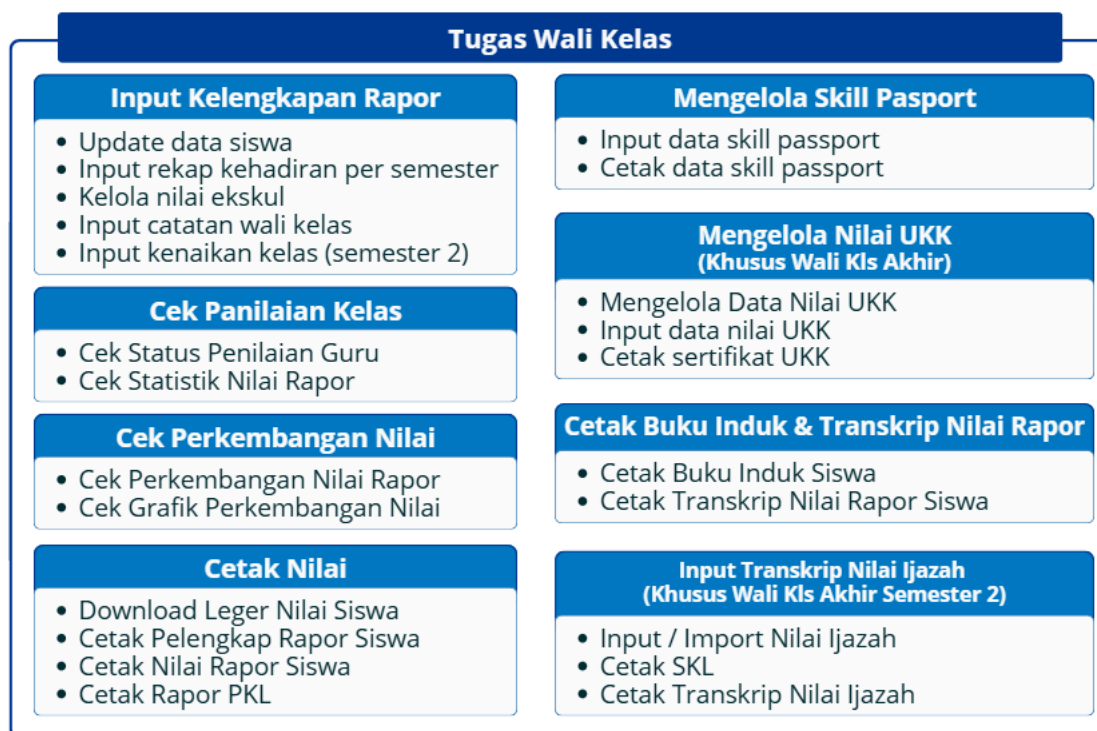 Tugas Wali Kelas
Input Kelengkapan Rapor
• Update data siswa
• Input rekap kehadiran per semester
• Kelola nilai ekskul
• Input catatan wali kelas
• Input kenaikan kelas (semester 2)
Cek Panilaian Kelas
• Cek Status Penilaian Guru
• Cek Statistik Nilai Rapor
Cek Perkembangan Nilai
• Cek Perkembangan Nilai Rapor
• Cek Grafik Perkembangan Nilai
Cetak Nilai
• Download Leger Nilai Siswa
• Cetak Pelengkap Rapor Siswa
• Cetak Nilai Rapor Siswa
• Cetak Rapor PKL
Mengelola Skill Pasport
• Input data skill passport
• Cetak data skill passport
Mengelola Nilai UKK
(Khusus Wali Kls Akhir)
• Mengelola Data Nilai UKK
• Input data nilai UKK
• Cetak sertifikat UKK
Cetak Buku Induk & Transkrip Nilai Rapor
• Cetak Buku Induk Siswa
• Cetak Transkrip Nilai Rapor Siswa
Input Transkrip Nilai Ijazah
(Khusus Wali Kls Akhir Semester 2)
• Input / Import Nilai Ijazah
• Cetak SKL
• Cetak Transkrip Nilai Ijazah